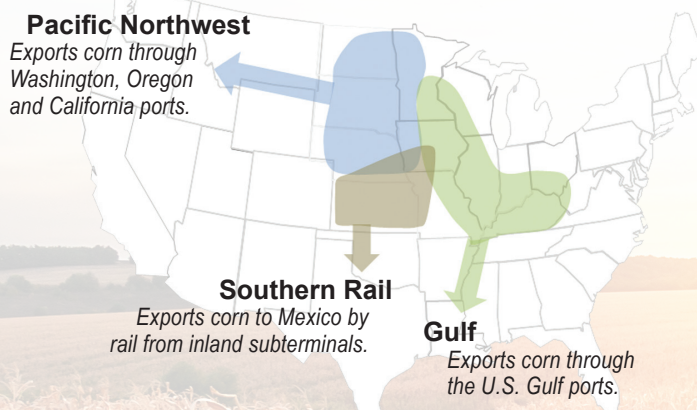 Pacific Northwest
Exports corn through
Washington, Oregon
and California ports.
Southern Rail
Exports corn to Mexico by
rail from inland subterminals.
Gulf
Exports corn through
the U.S. Gulf ports.